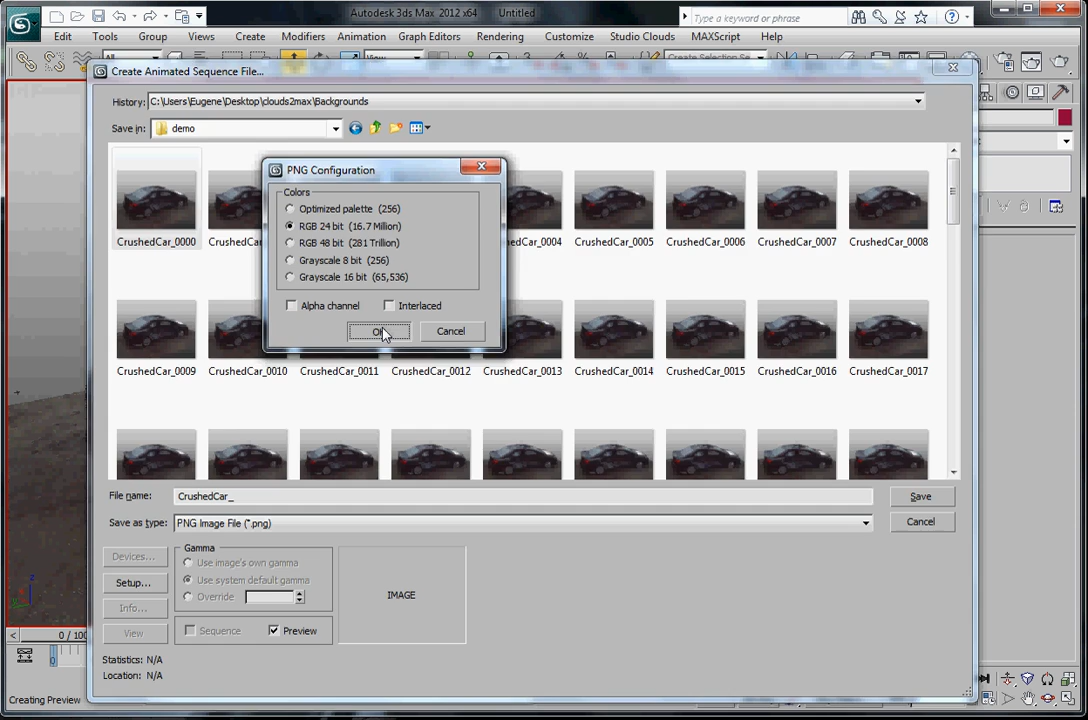 Autodesk 3ds Max 2012 x64 Untitled
Type a keyword or phrase
Edit Tools Group Views Create Modifiers Animation Graph Editors Rendering Customize Studio Clouds MAXScript Help
All View Create Selection Se
Create Animated Sequence File...
History: C:\Users\Eugene\Desktop\clouds2max\Backgrounds
Save in: demo
PNG Configuration
Colors
Optimized palette (256)
RGB 24 bit (16.7 Million)
RGB 48 bit (281 Trillion)
Grayscale 8 bit (256)
Grayscale 16 bit (65,536)
Alpha channel Interlaced
Cancel
CrushedCar_0000 CrushedCar_0004 CrushedCar_0005 CrushedCar_0006 CrushedCar_0007 CrushedCar_0008
CrushedCar_0009 CrushedCar_0010 CrushedCar_0011 CrushedCar_0012 CrushedCar_0013 CrushedCar_0014 CrushedCar_0015 CrushedCar_0016 CrushedCar_0017
File name: CrushedCar_ Save
Save as type: PNG Image File (*.png) Cancel
Devices...
Setup...
Info...
View
Gamma
Use image's own gamma
Use system default gamma
Override
Sequence Preview
IMAGE
Statistics: N/A
Location: N/A
0 / 100
0
z
Creating Preview